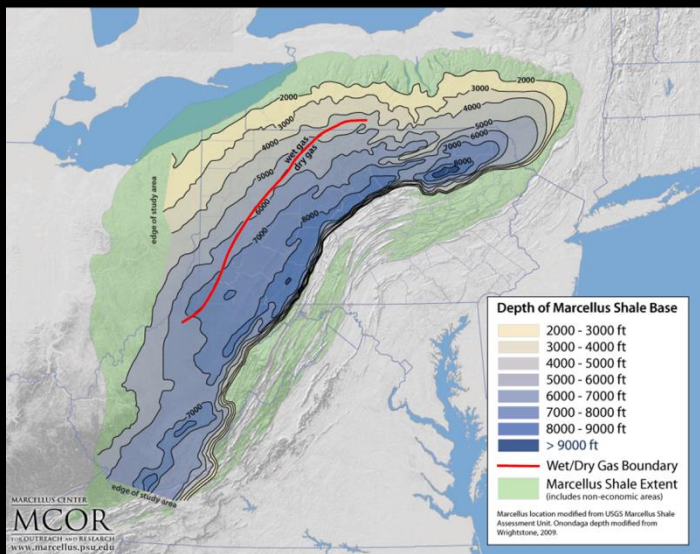 2000
3000
4000
5000
6000
7000
8000
2000
3000
4000
5000
6000
7000
8000
wet gas
dry gas
edge of study area
7000
edge of study area
Depth of Marcellus Shale Base
2000 - 3000 ft
3000 - 4000 ft
4000 - 5000 ft
5000 - 6000 ft
6000 - 7000 ft
7000 - 8000 ft
8000 - 9000 ft
> 9000 ft
Wet/Dry Gas Boundary
Marcellus Shale Extent
(includes non-economic areas)
Marcellus location modified from USGS Marcellus Shale
Assessment Unit. Onondaga depth modified from
Wrightstone, 2009.
MARCELLUS CENTER
MCOR
FOR OUTREACH AND RESEARCH
www.marcellus.psu.edu